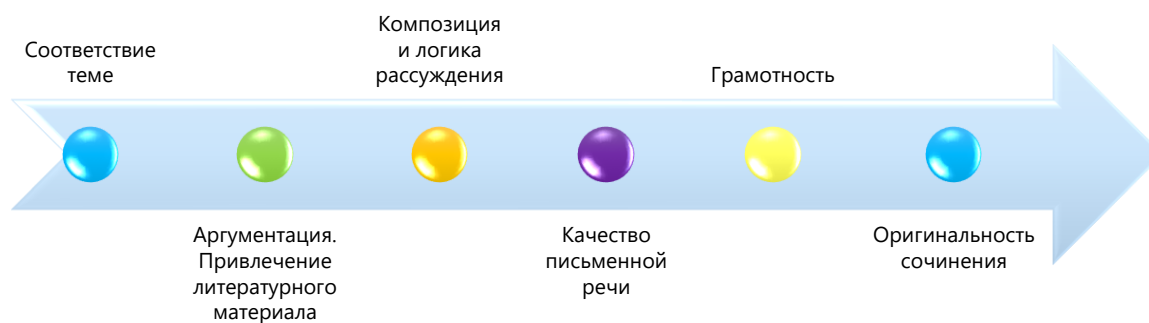 Соответствие
теме
Аргументация.
Привлечение
литературного
материала
Композиция
и логика
рассуждения
Качество
письменной
речи
Грамотность
Оригинальность
сочинения